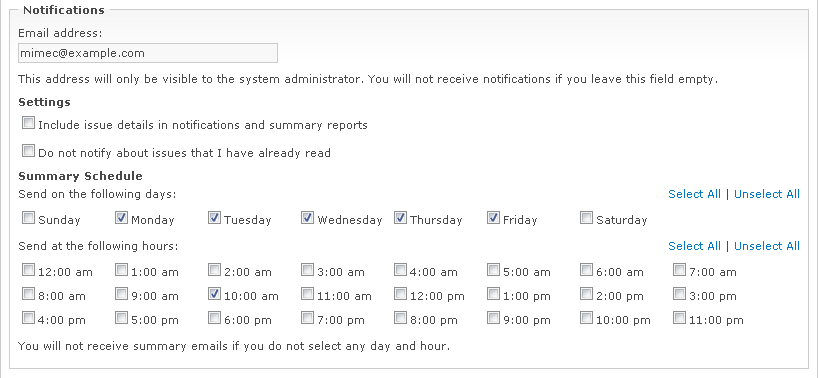 Notifications
Email address:
mimec@example.com
This address will only be visible to the system administrator. You will not receive notifications if you leave this field empty.
Settings
Include issue details in notifications and summary reports
Do not notify about issues that I have already read
Summary Schedule
Send on the following days: Select All | Unselect All
Sunday Monday Tuesday Wednesday Thursday Friday Saturday
Send at the following hours: Select All | Unselect All
12:00 am 1:00 am 2:00 am 3:00 am 4:00 am 5:00 am 6:00 am 7:00 am
8:00 am 9:00 am 10:00 am 11:00 am 12:00 pm 1:00 pm 2:00 pm 3:00 pm
4:00 pm 5:00 pm 6:00 pm 7:00 pm 8:00 pm 9:00 pm 10:00 pm 11:00 pm
You will not receive summary emails if you do not select any day and hour.